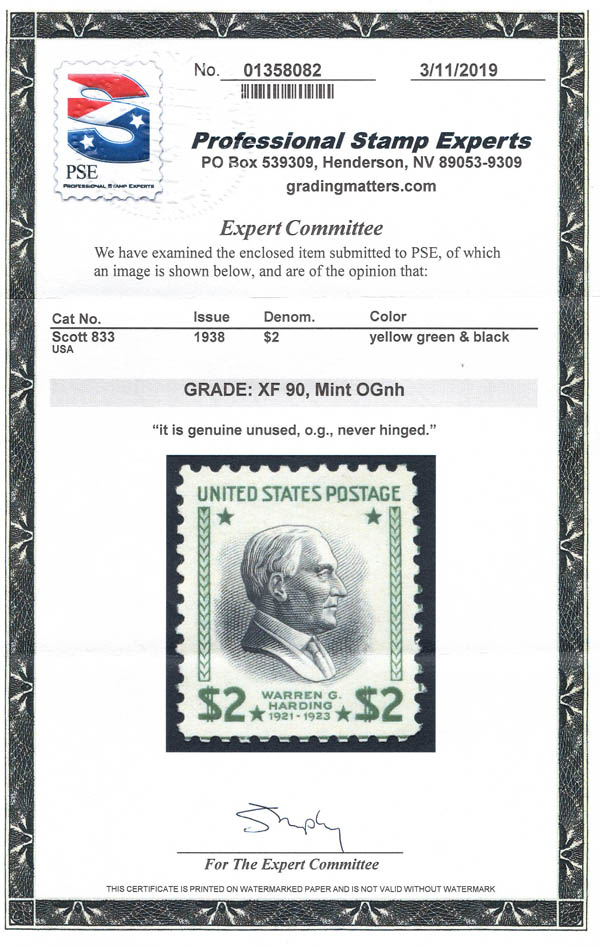 No. 01358082 3/11/2019
PSE
PROFESSIONAL STAMP EXPERTS
Professional Stamp Experts
PO Box 539309, Henderson, NV 89053-9309
gradingmatters.com
Expert Committee
We have examined the enclosed item submitted to PSE, of which
an image is shown below, and are of the opinion that:
Cat No. Issue Denom. Color
Scott 833 1938 $2 yellow green & black
USA
GRADE: XF 90, Mint OGnh
“it is genuine unused, o.g., never hinged.”
UNITED STATES POSTAGE
$2 WARREN G. $2
HARDING
1921-1923
For The Expert Committee
THIS CERTIFICATE IS PRINTED ON WATERMARKED PAPER AND IS NOT VALID WITHOUT WATERMARK